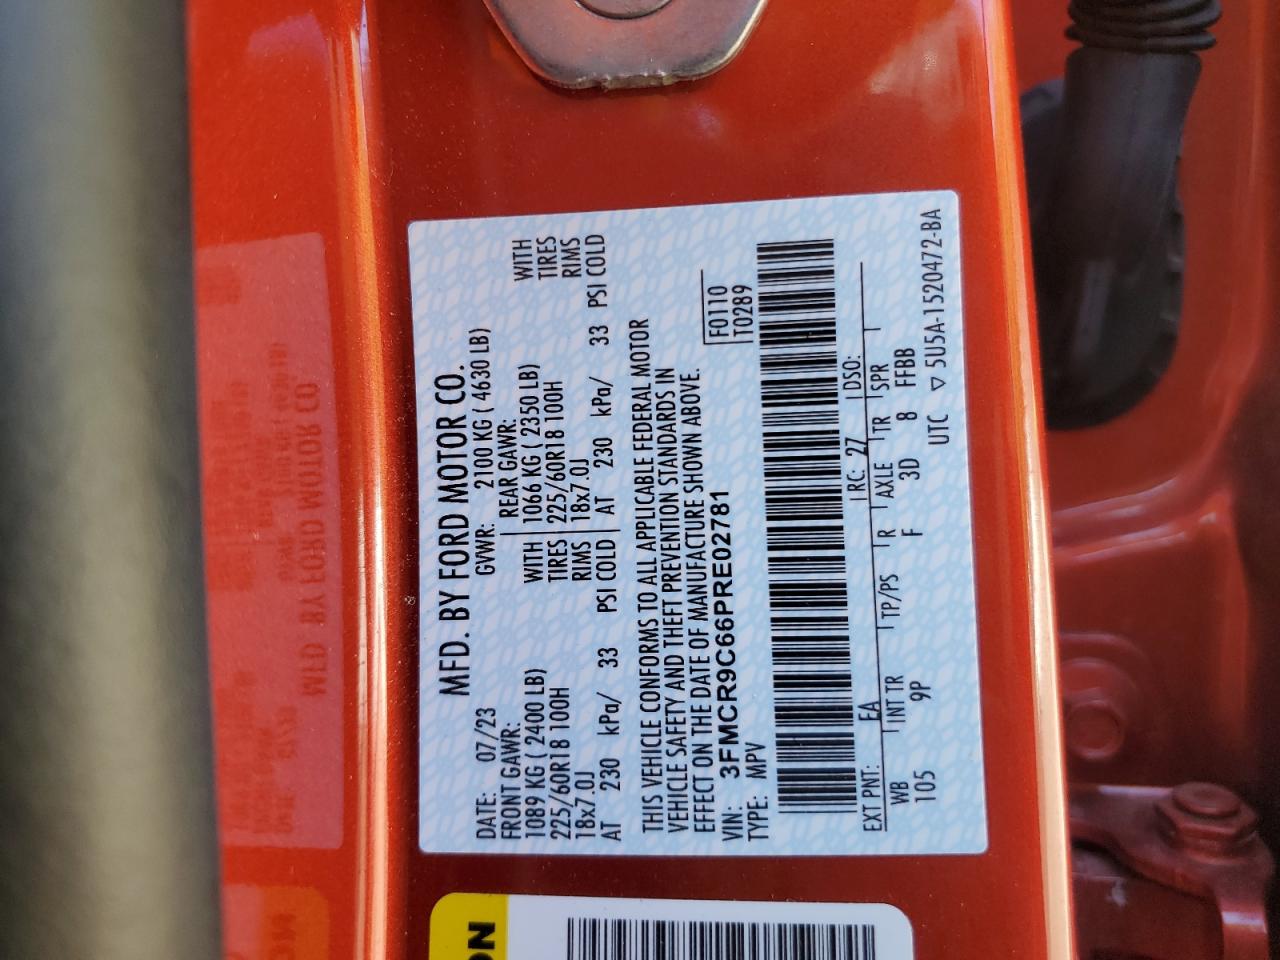 MFD. BY FORD MOTOR CO.
DATE: 07/23 GVWR: 2100 KG ( 4630 LB)
FRONT GAWR: REAR GAWR:
1089 KG ( 2400 LB) WITH 1066 KG ( 2350 LB) WITH
225/60R18 100H TIRES 225/60R18 100H TIRES
18x7.0J RIMS 18x7.0J RIMS
AT 230 kPa/ 33 PSI COLD AT 230 kPa/ 33 PSI COLD
THIS VEHICLE CONFORMS TO ALL APPLICABLE FEDERAL MOTOR
VEHICLE SAFETY AND THEFT PREVENTION STANDARDS IN
EFFECT ON THE DATE OF MANUFACTURE SHOWN ABOVE.
VIN: 3FMCR9C66PRE02781 F0110
TYPE: MPV T0289
EXT PNT: EA RC: 27 DSO:
WB INT TR TP/PS R AXLE TR SPR
105 9P F 3D 8 FFBB
UTC ▽ 5U5A-1520472-BA
ON